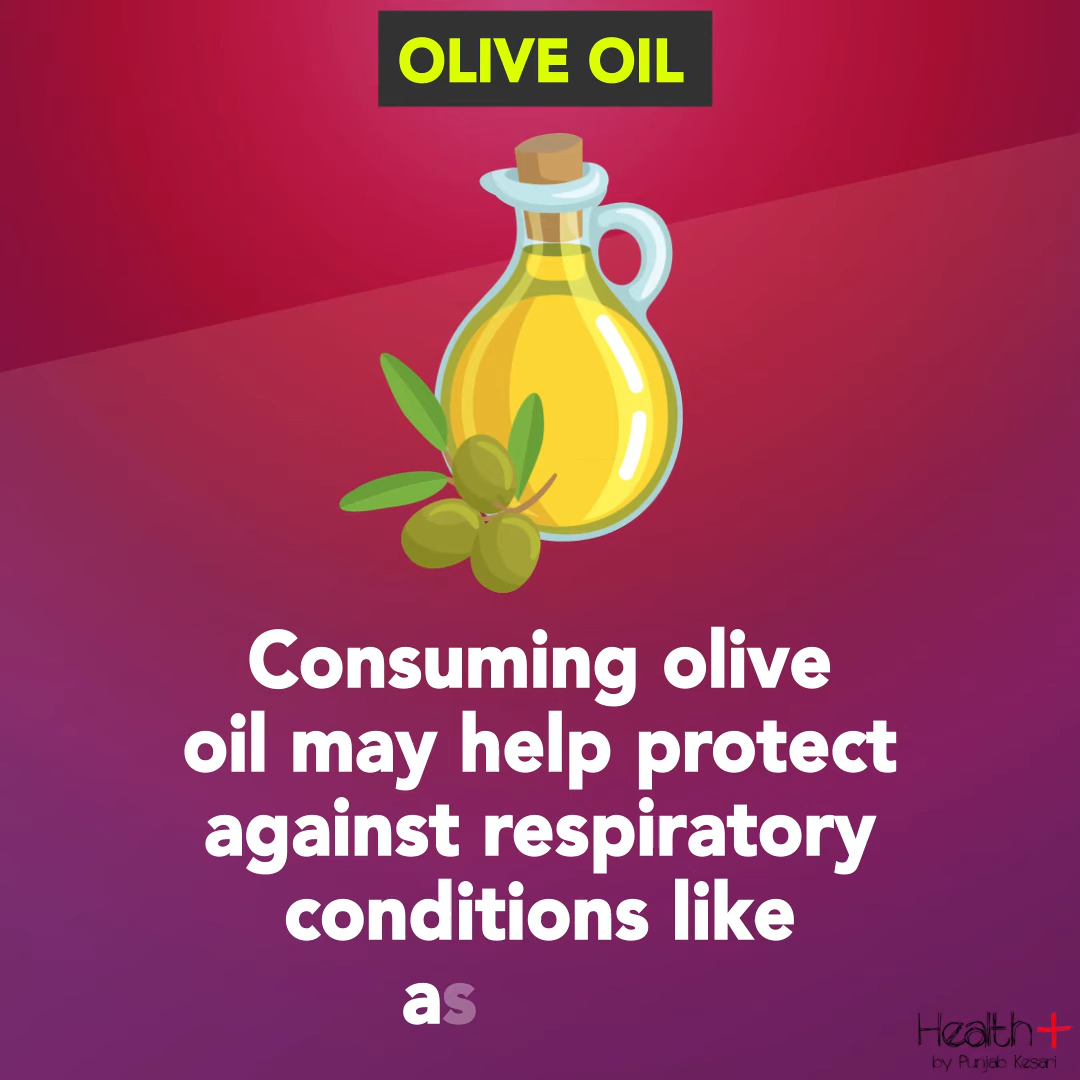 OLIVE OIL
Consuming olive
oil may help protect
against respiratory
conditions like
as
Health+
by Punjab Kesari